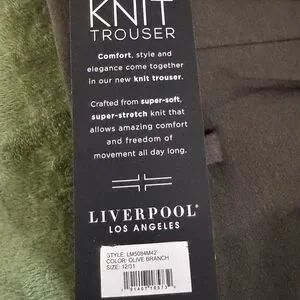 KNIT
TROUSER
Comfort, style and
elegance come together
in our new knit trouser.
Crafted from super-soft,
super-stretch knit that
allows amazing comfort
and freedom of
movement all day long.
LIVERPOOL®
LOS ANGELES
STYLE: LM5084M42
COLOR: OLIVE BRANCH
SIZE: 12/31